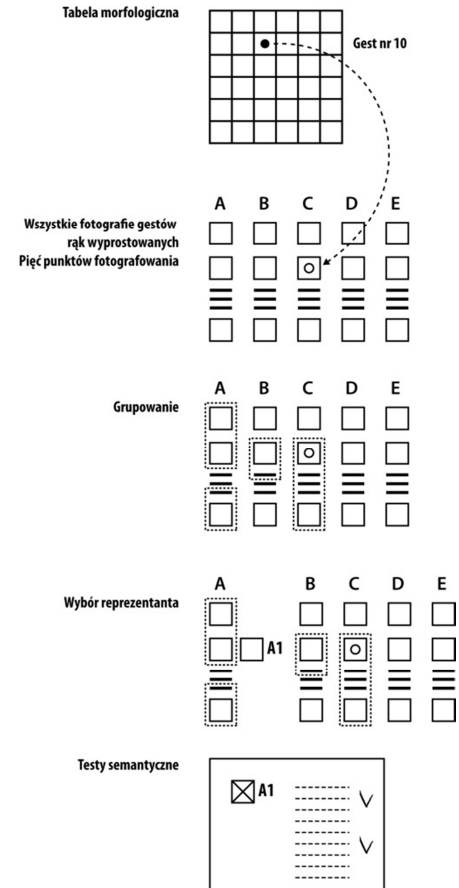 Tabela morfologiczna
Gest nr 10
A B C D E
Wszystkie fotografie gestów
rąk wyprostowanych
Pięć punktów fotografowania
A B C D E
Grupowanie
A B C D E
Wybór reprezentanta
A1
Testy semantyczne
A1